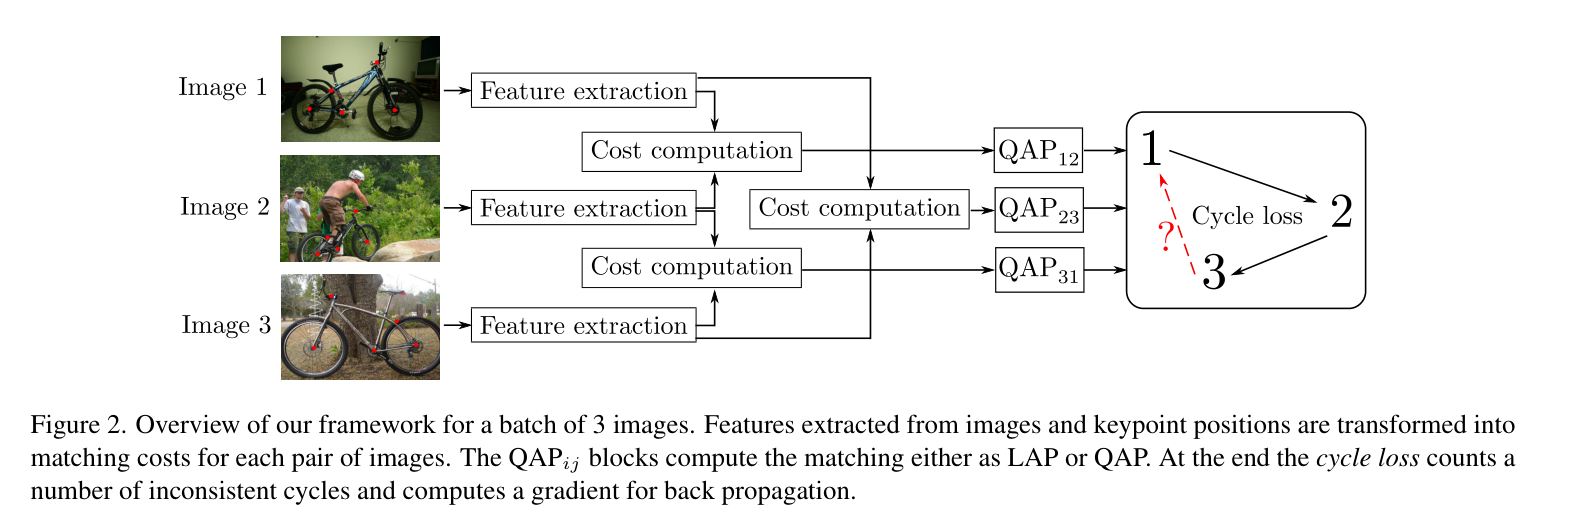 Image 1
Feature extraction
Cost computation
QAP12
1
Image 2
Feature extraction
Cost computation
QAP23
Cycle loss
2
?
Cost computation
QAP31
3
Image 3
Feature extraction
Figure 2. Overview of our framework for a batch of 3 images. Features extracted from images and keypoint positions are transformed into
matching costs for each pair of images. The QAPij blocks compute the matching either as LAP or QAP. At the end the cycle loss counts a
number of inconsistent cycles and computes a gradient for back propagation.